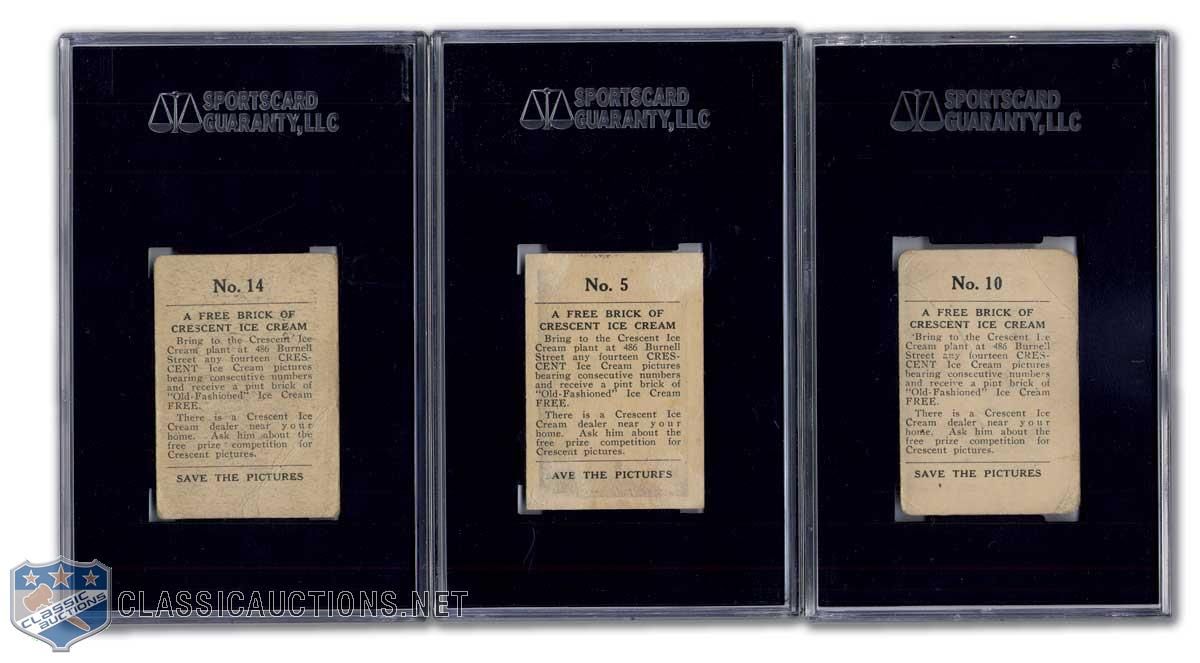 SPORTSCARD
GUARANTY, LLC
No. 14
A FREE BRICK OF
CRESCENT ICE CREAM
Bring to the Crescent Ice
Cream plant at 486 Burnell
Street any fourteen CRES-
CENT Ice Cream pictures
bearing consecutive numbers
and receive a pint brick of
"Old-Fashioned" Ice Cream
FREE.
There is a Crescent Ice
Cream dealer near your
home. Ask him about the
free prize competition for
Crescent pictures.
SAVE THE PICTURES
SPORTSCARD
GUARANTY, LLC
No. 5
A FREE BRICK OF
CRESCENT ICE CREAM
Bring to the Crescent Ice
Cream plant at 486 Burnell
Street any fourteen CRES-
CENT Ice Cream pictures
bearing consecutive numbers
and receive a pint brick of
"Old-Fashioned" Ice Cream
FREE.
There is a Crescent Ice
Cream dealer near your
home. Ask him about the
free prize competition for
Crescent pictures.
SAVE THE PICTURES
SPORTSCARD
GUARANTY, LLC
No. 10
A FREE BRICK OF
CRESCENT ICE CREAM
Bring to the Crescent Ice
Cream plant at 486 Burnell
Street any fourteen CRES-
CENT Ice Cream pictures
bearing consecutive numbers
and receive a pint brick of
"Old-Fashioned" Ice Cream
FREE.
There is a Crescent Ice
Cream dealer near your
home. Ask him about the
free prize competition for
Crescent pictures.
SAVE THE PICTURES
CLASSIC
AUCTIONS
CLASSICAUCTIONS.NET